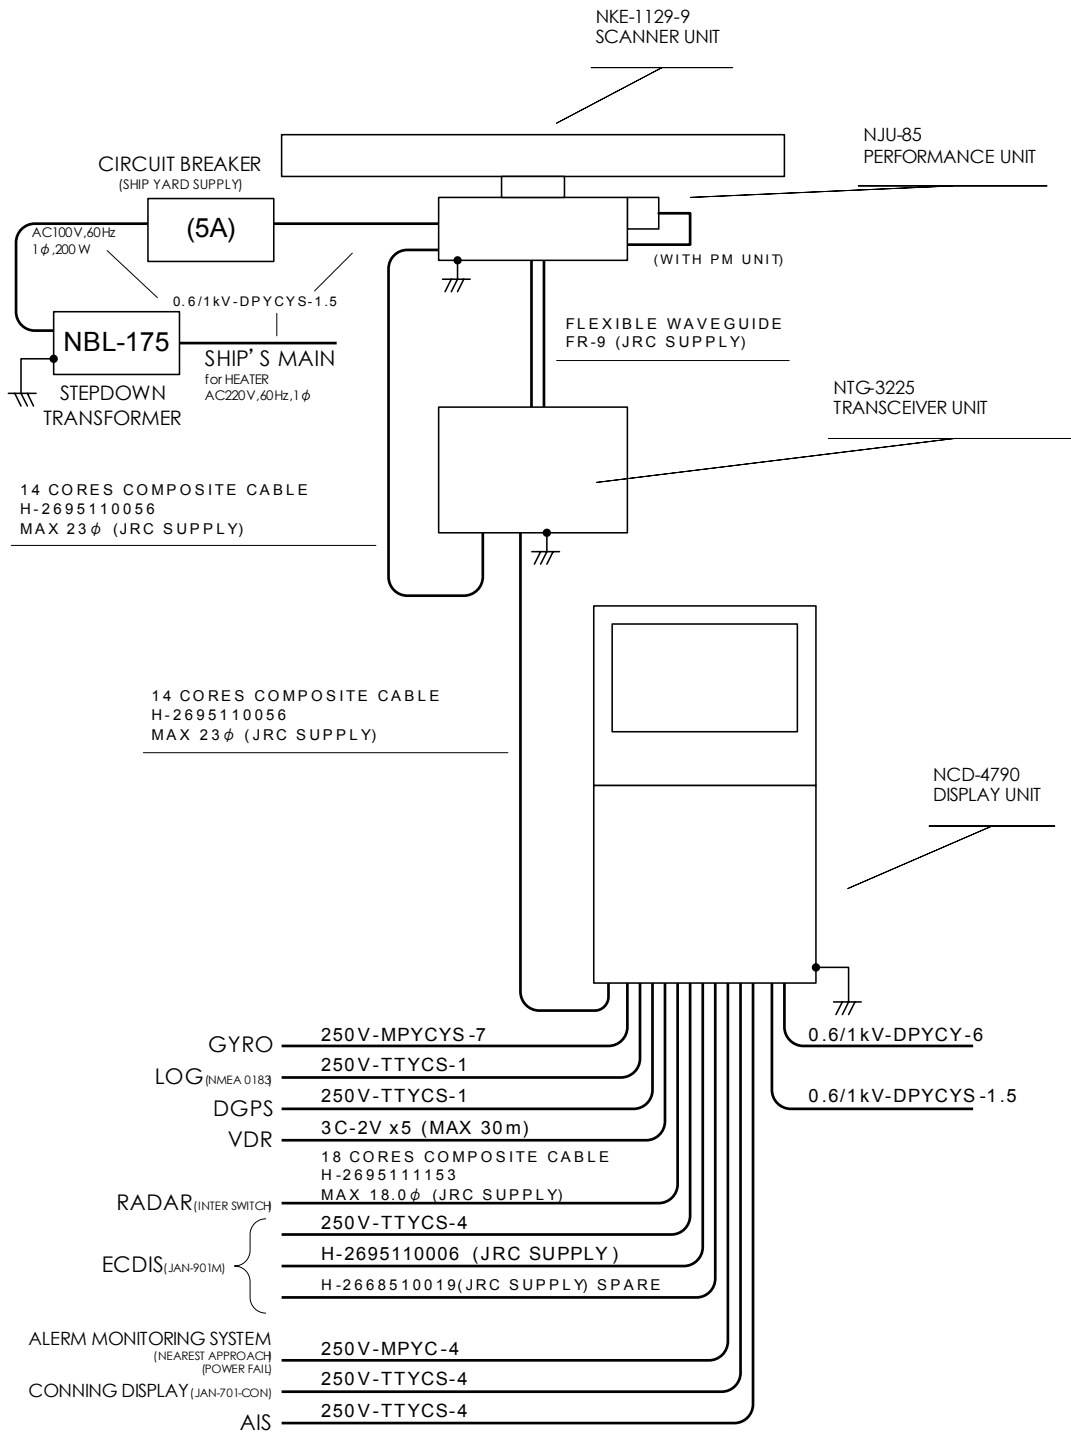 NKE-1129-9
SCANNER UNIT
NJU-85
PERFORMANCE UNIT
CIRCUIT BREAKER
(SHIP YARD SUPPLY)
(5A)
AC100V,60Hz
1φ,200W
(WITH PM UNIT)
0.6/1kV-DPYCYS-1.5
NBL-175
SHIP'S MAIN
for HEATER
AC220V,60Hz,1φ
STEPDOWN
TRANSFORMER
FLEXIBLE WAVEGUIDE
FR-9 (JRC SUPPLY)
NTG-3225
TRANSCEIVER UNIT
14 CORES COMPOSITE CABLE
H-2695110056
MAX 23φ (JRC SUPPLY)
14 CORES COMPOSITE CABLE
H-2695110056
MAX 23φ (JRC SUPPLY)
NCD-4790
DISPLAY UNIT
GYRO 250V-MPYCYS-7
0.6/1kV-DPYCY-6
LOG(NMEA 0183) 250V-TTYCS-1
DGPS 250V-TTYCS-1
0.6/1kV-DPYCYS-1.5
VDR 3C-2V x5 (MAX 30m)
18 CORES COMPOSITE CABLE
H-2695111153
MAX 18.0φ (JRC SUPPLY)
RADAR(INTER SWITCH)
250V-TTYCS-4
ECDIS(JAN-901M) H-2695110006 (JRC SUPPLY)
H-2668510019(JRC SUPPLY) SPARE
ALERM MONITORING SYSTEM
(NEAREST APPROACH)
(POWER FAIL)
250V-MPYC-4
CONNING DISPLAY(JAN-701-CON) 250V-TTYCS-4
AIS 250V-TTYCS-4